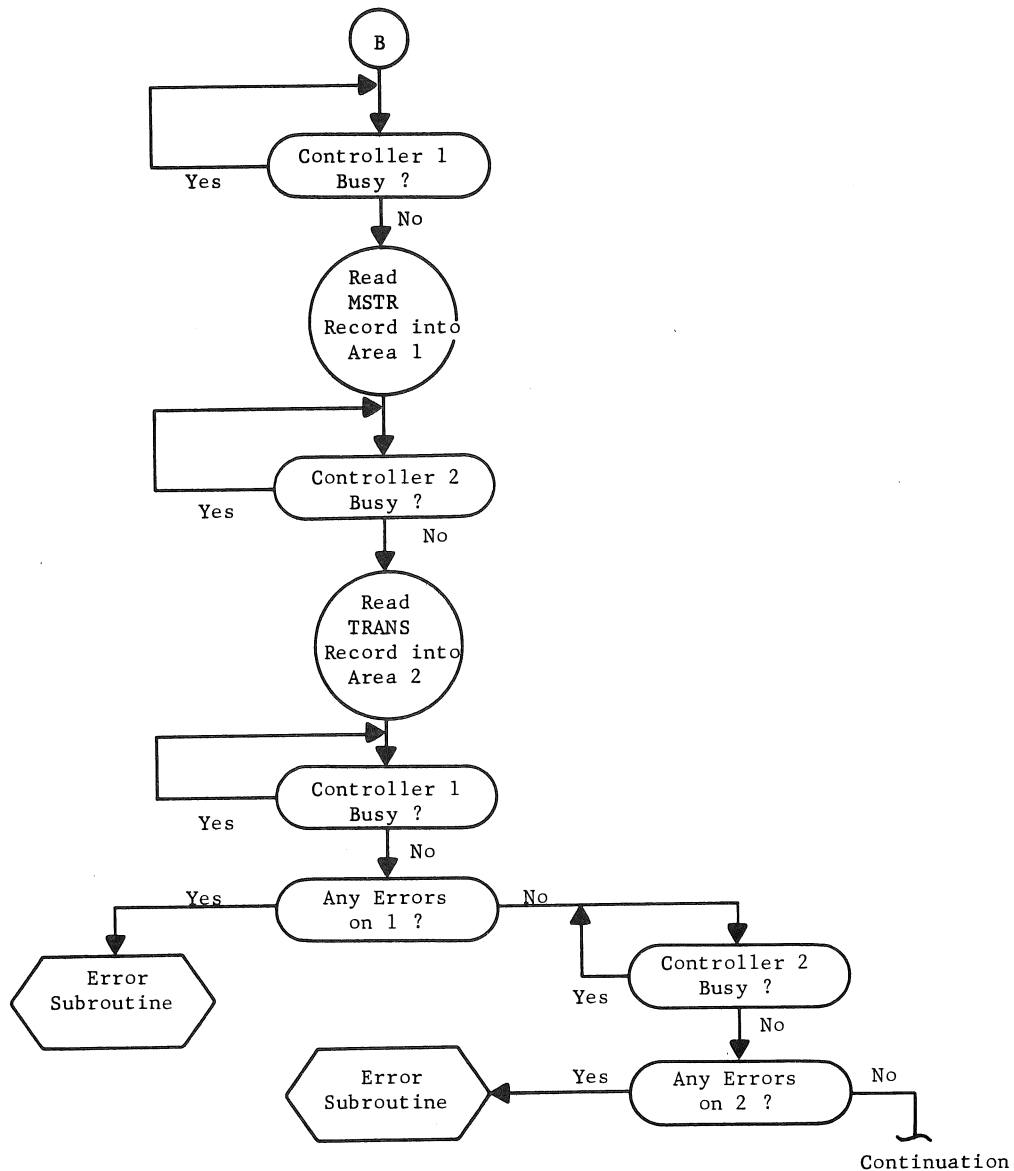 B
Controller 1
Busy ?
Yes
No
Read
MSTR
Record into
Area 1
Controller 2
Busy ?
Yes
No
Read
TRANS
Record into
Area 2
Controller 1
Busy ?
Yes
No
Yes
Any Errors
on 1 ?
No
Error
Subroutine
Controller 2
Busy ?
Yes
No
Error
Subroutine
Yes
Any Errors
on 2 ?
No
Continuation